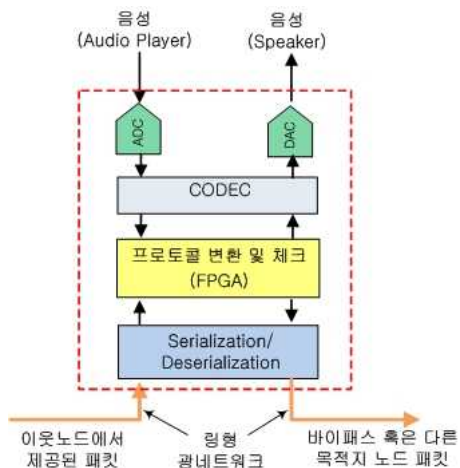 음성
(Audio Player)
음성
(Speaker)
ADC
DAC
CODEC
프로토콜 변환 및 체크
(FPGA)
Serialization/
Deserialization
이웃노드에서
제공된 패킷
링형
광네트워크
바이패스 혹은 다른
목적지 노드 패킷